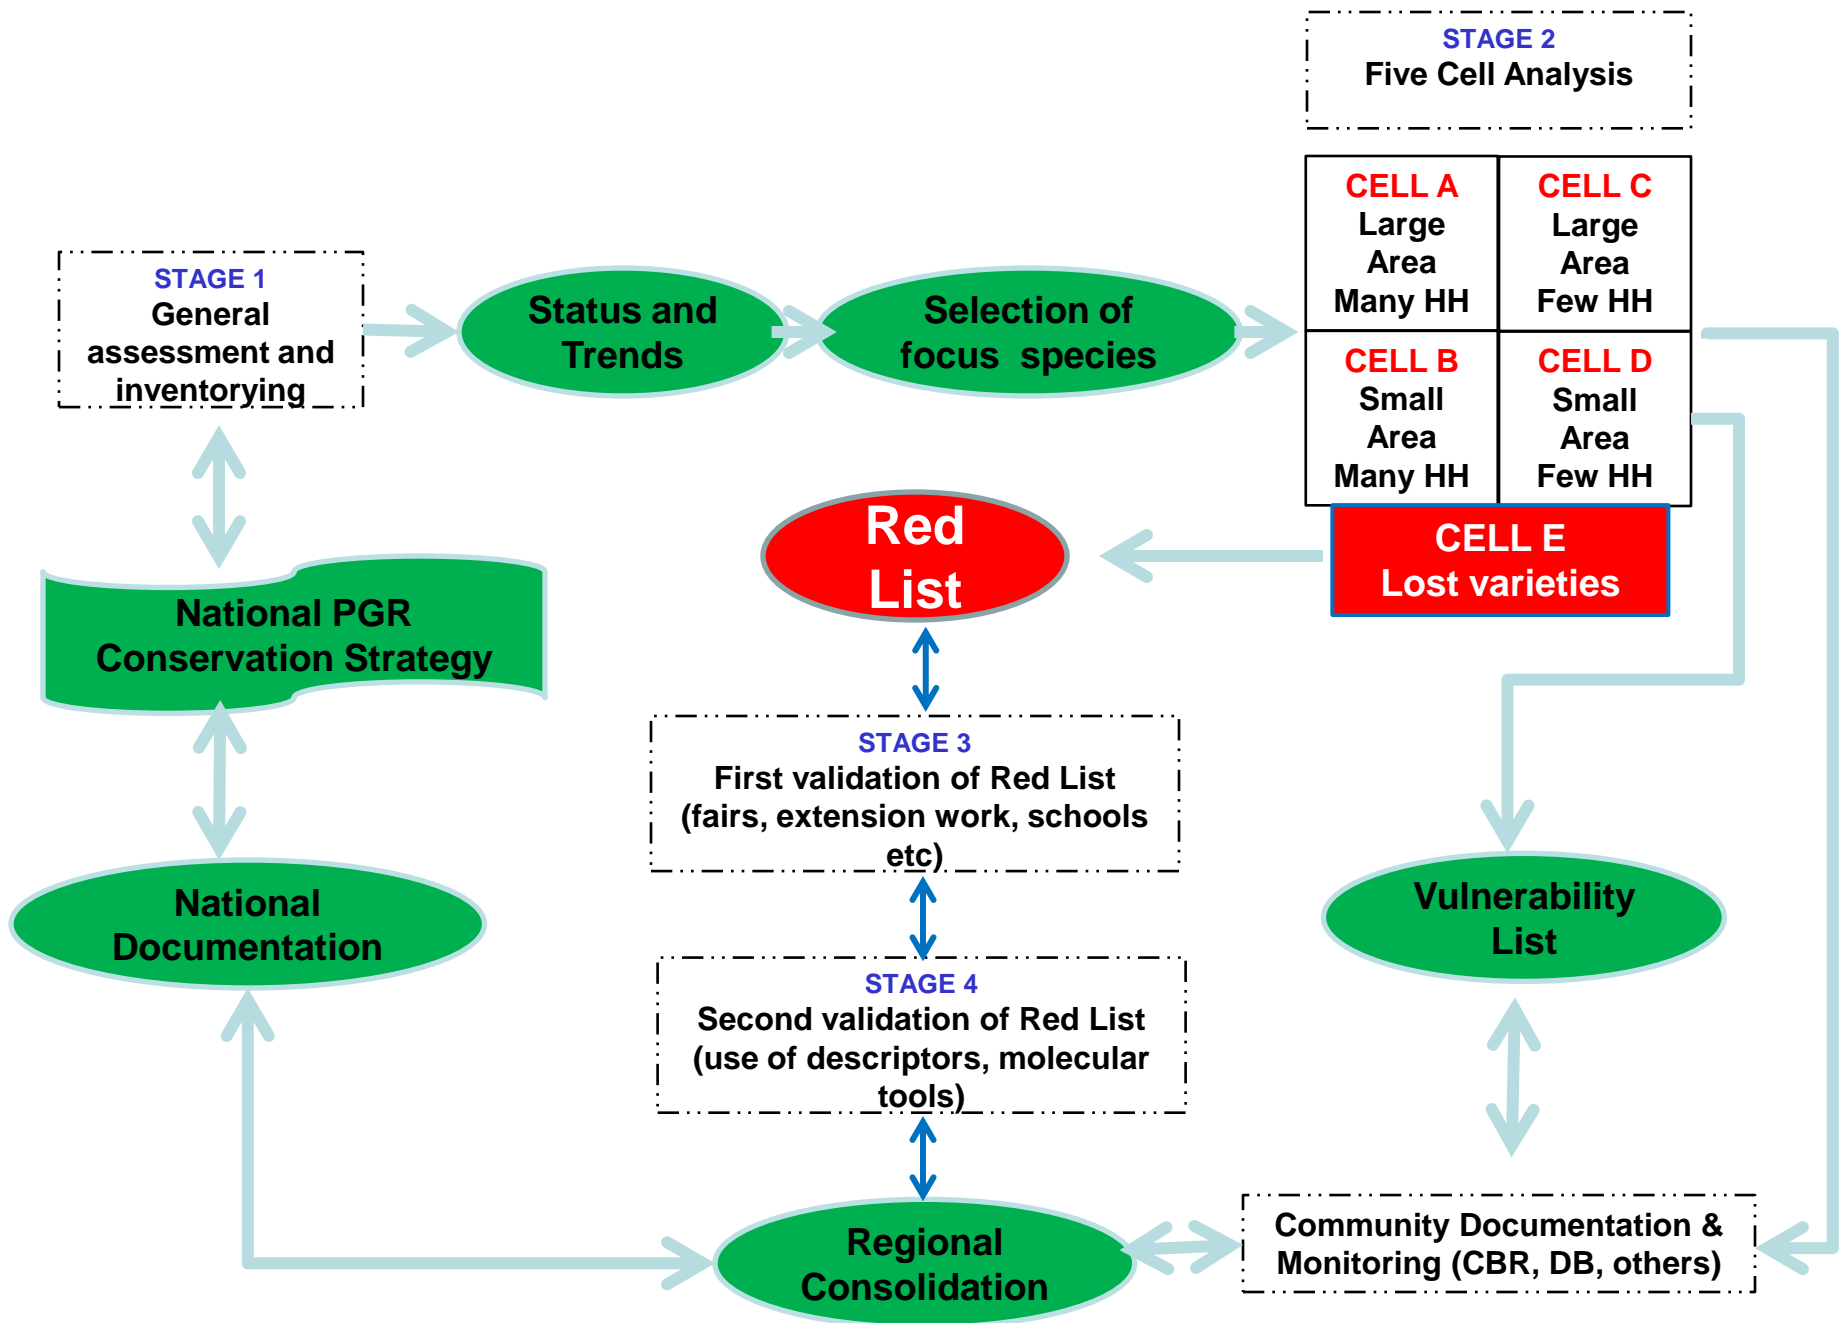 STAGE 2
Five Cell Analysis
CELL A
Large
Area
Many HH
CELL C
Large
Area
Few HH
CELL B
Small
Area
Many HH
CELL D
Small
Area
Few HH
CELL E
Lost varieties
STAGE 1
General
assessment and
inventorying
Status and
Trends
Selection of
focus species
Red
List
National PGR
Conservation Strategy
STAGE 3
First validation of Red List
(fairs, extension work, schools
etc)
National
Documentation
Vulnerability
List
STAGE 4
Second validation of Red List
(use of descriptors, molecular
tools)
Regional
Consolidation
Community Documentation &
Monitoring (CBR, DB, others)